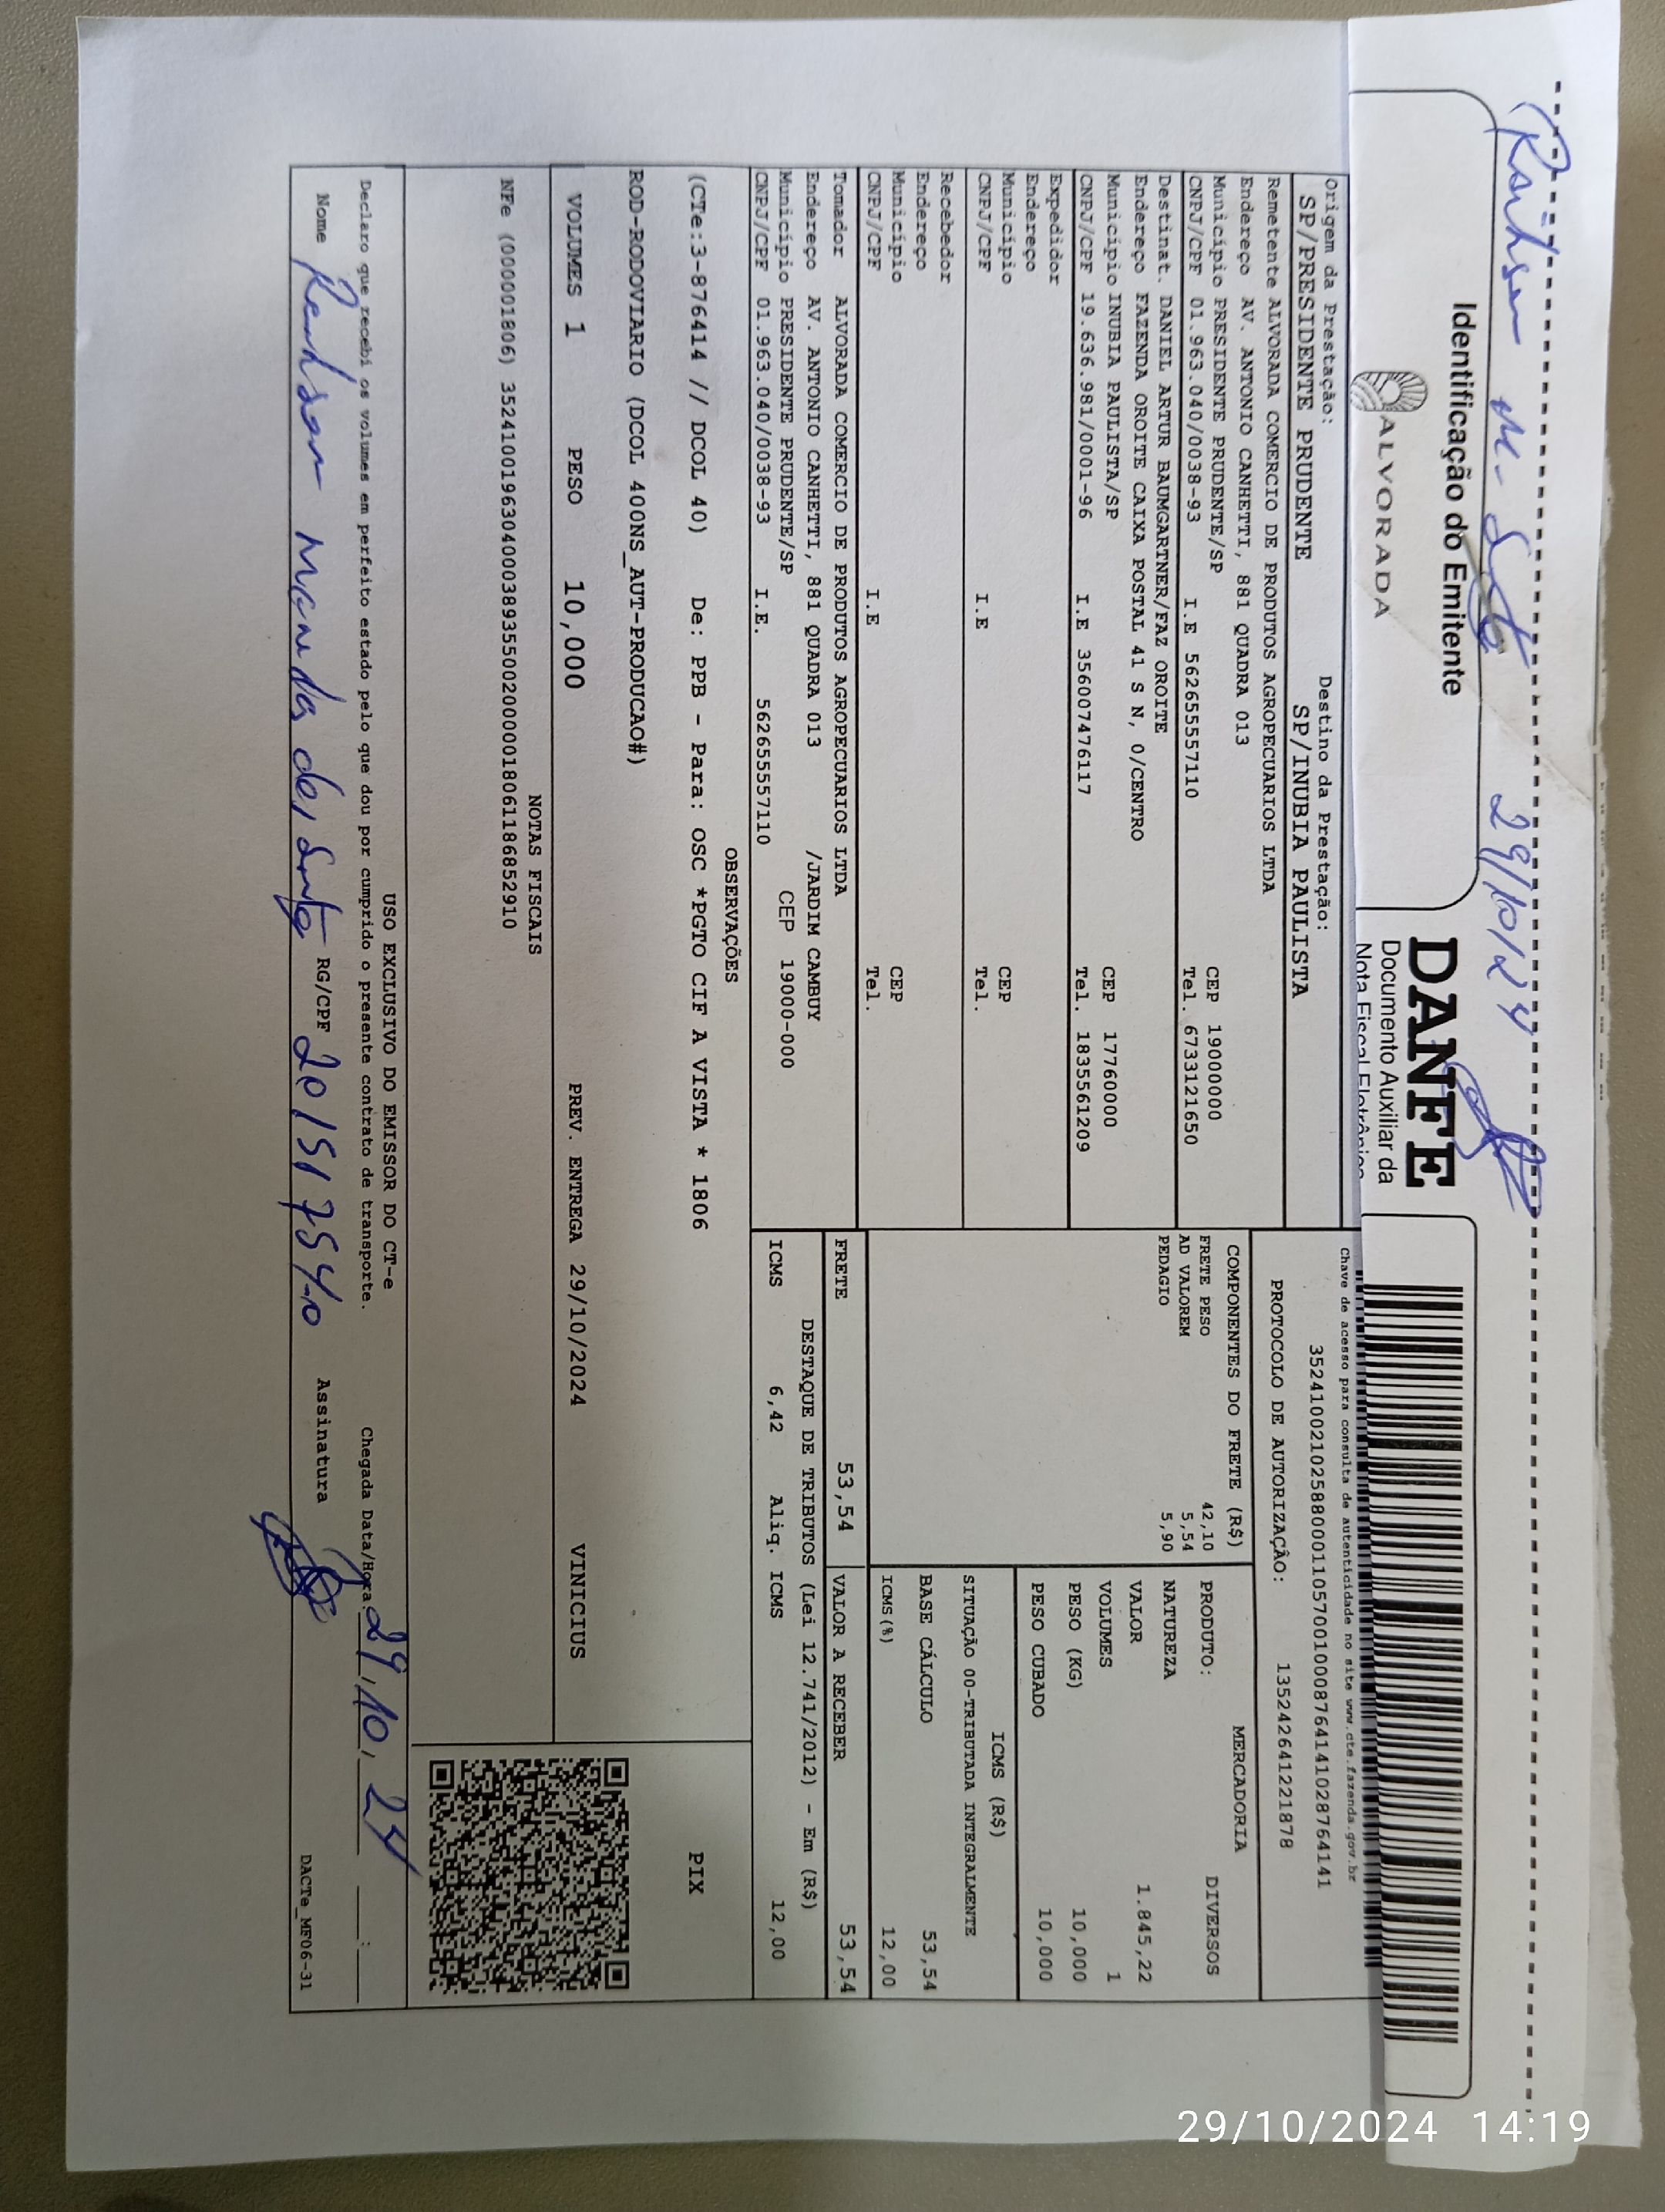 29/10/24
Identificação do Emitente
ALVORADA
DANFE
Documento Auxiliar da
Nota Fiscal Eletrônica
Chave de acesso para consulta de autenticidade no site www.cte.fazenda.gov.br
35241002102588000110570010008764141028764141
PROTOCOLO DE AUTORIZAÇÃO: 135242641221878
Origem da Prestação: Destino da Prestação:
SP/PRESIDENTE PRUDENTE SP/INUBIA PAULISTA
Remetente ALVORADA COMERCIO DE PRODUTOS AGROPECUARIOS LTDA
Endereço AV. ANTONIO CANHETTI, 881 QUADRA 013
Município PRESIDENTE PRUDENTE/SP CEP 19000000
CNPJ/CPF 01.963.040/0038-93 I.E 562655557110 Tel. 6733121650
Destinat. DANIEL ARTUR BAUMGARTNER/FAZ OROITE
Endereço FAZENDA OROITE CAIXA POSTAL 41 S N, 0/CENTRO
Município INUBIA PAULISTA/SP CEP 17760000
CNPJ/CPF 19.636.981/0001-96 I.E 356007476117 Tel. 1835561209
Expedidor
Endereço
Município CEP
CNPJ/CPF I.E Tel.
Recebedor
Endereço
Município CEP
CNPJ/CPF I.E Tel.
Tomador ALVORADA COMERCIO DE PRODUTOS AGROPECUARIOS LTDA
Endereço AV. ANTONIO CANHETTI, 881 QUADRA 013 /JARDIM CAMBUY
Município PRESIDENTE PRUDENTE/SP CEP 19000-000
CNPJ/CPF 01.963.040/0038-93 I.E. 562655557110
COMPONENTES DO FRETE (R$)
FRETE PESO 42,10
AD VALOREM 5,54
PEDAGIO 5,90
MERCADORIA
PRODUTO: DIVERSOS
NATUREZA
VALOR 1.845,22
VOLUMES 1
PESO (KG) 10,000
PESO CUBADO 10,000
ICMS (R$)
SITUAÇÃO 00-TRIBUTADA INTEGRALMENTE
BASE CÁLCULO 53,54
ICMS(%) 12,00
FRETE 53,54 VALOR A RECEBER 53,54
DESTAQUE DE TRIBUTOS (Lei 12.741/2012) - Em (R$)
ICMS 6,42 Aliq. ICMS 12,00
OBSERVAÇÕES
(CTe:3-876414 // DCOL 40) De: PPB - Para: OSC *PGTO CIF A VISTA * 1806
PIX
ROD-RODOVIARIO (DCOL 400NS_AUT-PRODUCAO#)
VOLUMES 1 PESO 10,000 PREV. ENTREGA 29/10/2024 VINICIUS
NOTAS FISCAIS
NFe (000001806) 35241001963040003893550020000018061186852910
USO EXCLUSIVO DO EMISSOR DO CT-e
Declaro que recebi os volumes em perfeito estado pelo que dou por cumprido o presente contrato de transporte. Chegada Data/Hora: 29/10/24 __:__
Nome RG/CPF Assinatura
DACTe_MF06-31
29/10/2024 14:19